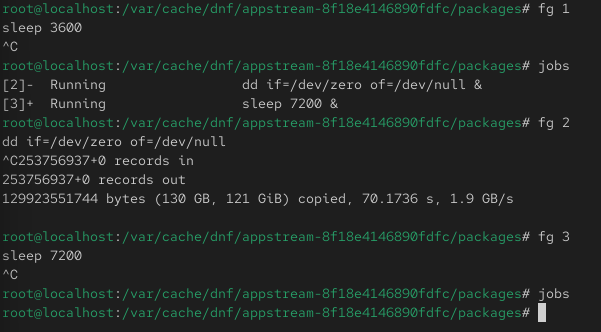 root@localhost:/var/cache/dnf/appstream-8f18e4146890fdfc/packages# fg 1
sleep 3600
^C
root@localhost:/var/cache/dnf/appstream-8f18e4146890fdfc/packages# jobs
[2]-  Running                 dd if=/dev/zero of=/dev/null &
[3]+  Running                 sleep 7200 &
root@localhost:/var/cache/dnf/appstream-8f18e4146890fdfc/packages# fg 2
dd if=/dev/zero of=/dev/null
^C253756937+0 records in
253756937+0 records out
129923551744 bytes (130 GB, 121 GiB) copied, 70.1736 s, 1.9 GB/s
root@localhost:/var/cache/dnf/appstream-8f18e4146890fdfc/packages# fg 3
sleep 7200
^C
root@localhost:/var/cache/dnf/appstream-8f18e4146890fdfc/packages# jobs
root@localhost:/var/cache/dnf/appstream-8f18e4146890fdfc/packages#